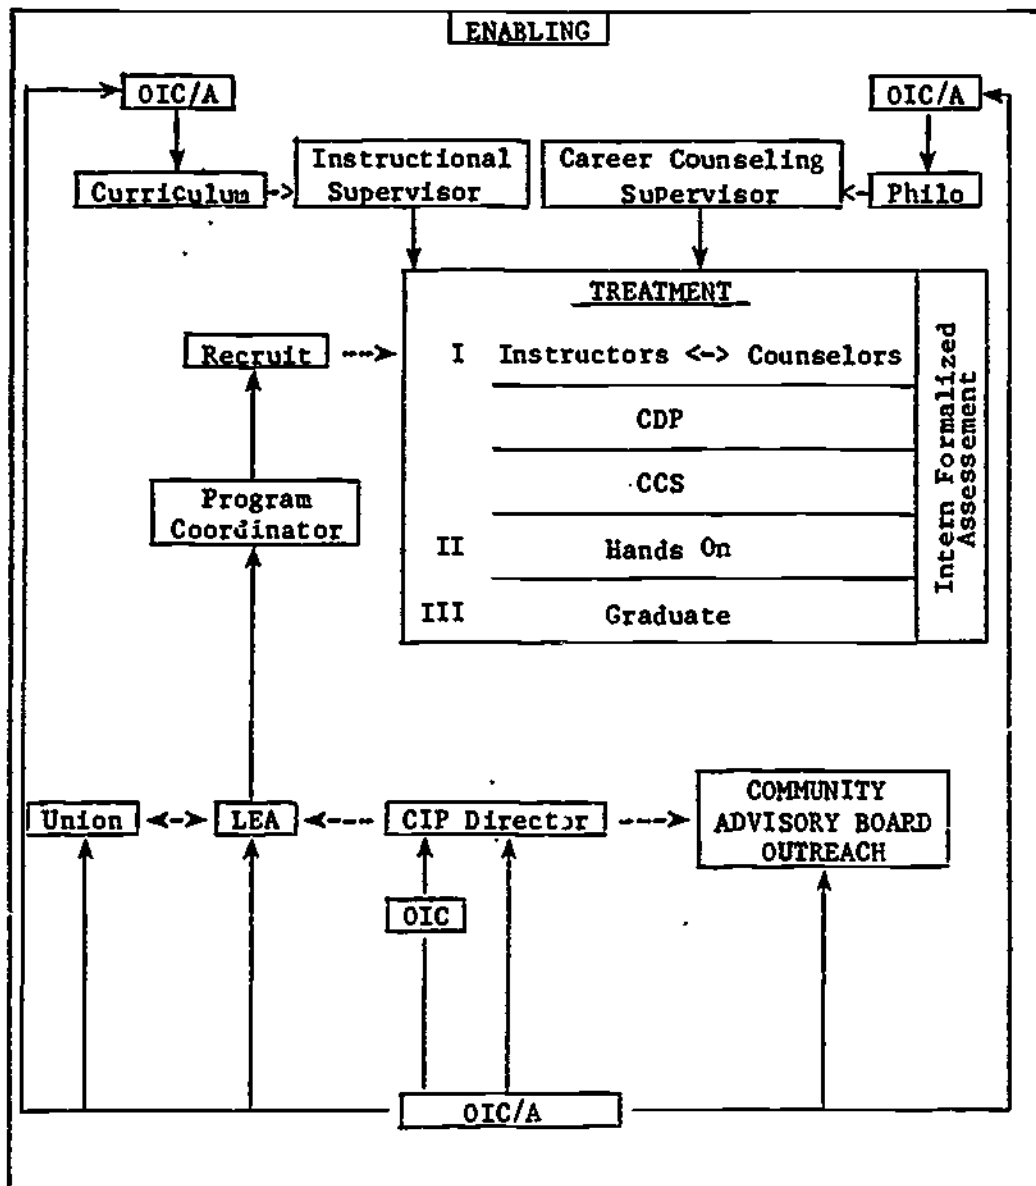 ENABLING
OIC/A
OIC/A
Instructional
Supervisor
Career Counseling
Supervisor
Curriculum
Philo
TREATMENT
Recruit
I Instructors <-> Counselors
CDP
CCS
Program
Coordinator
II Hands On
III Graduate
Intern Formalized
Assessement
Union
LEA
CIP Director
COMMUNITY
ADVISORY BOARD
OUTREACH
OIC
OIC/A